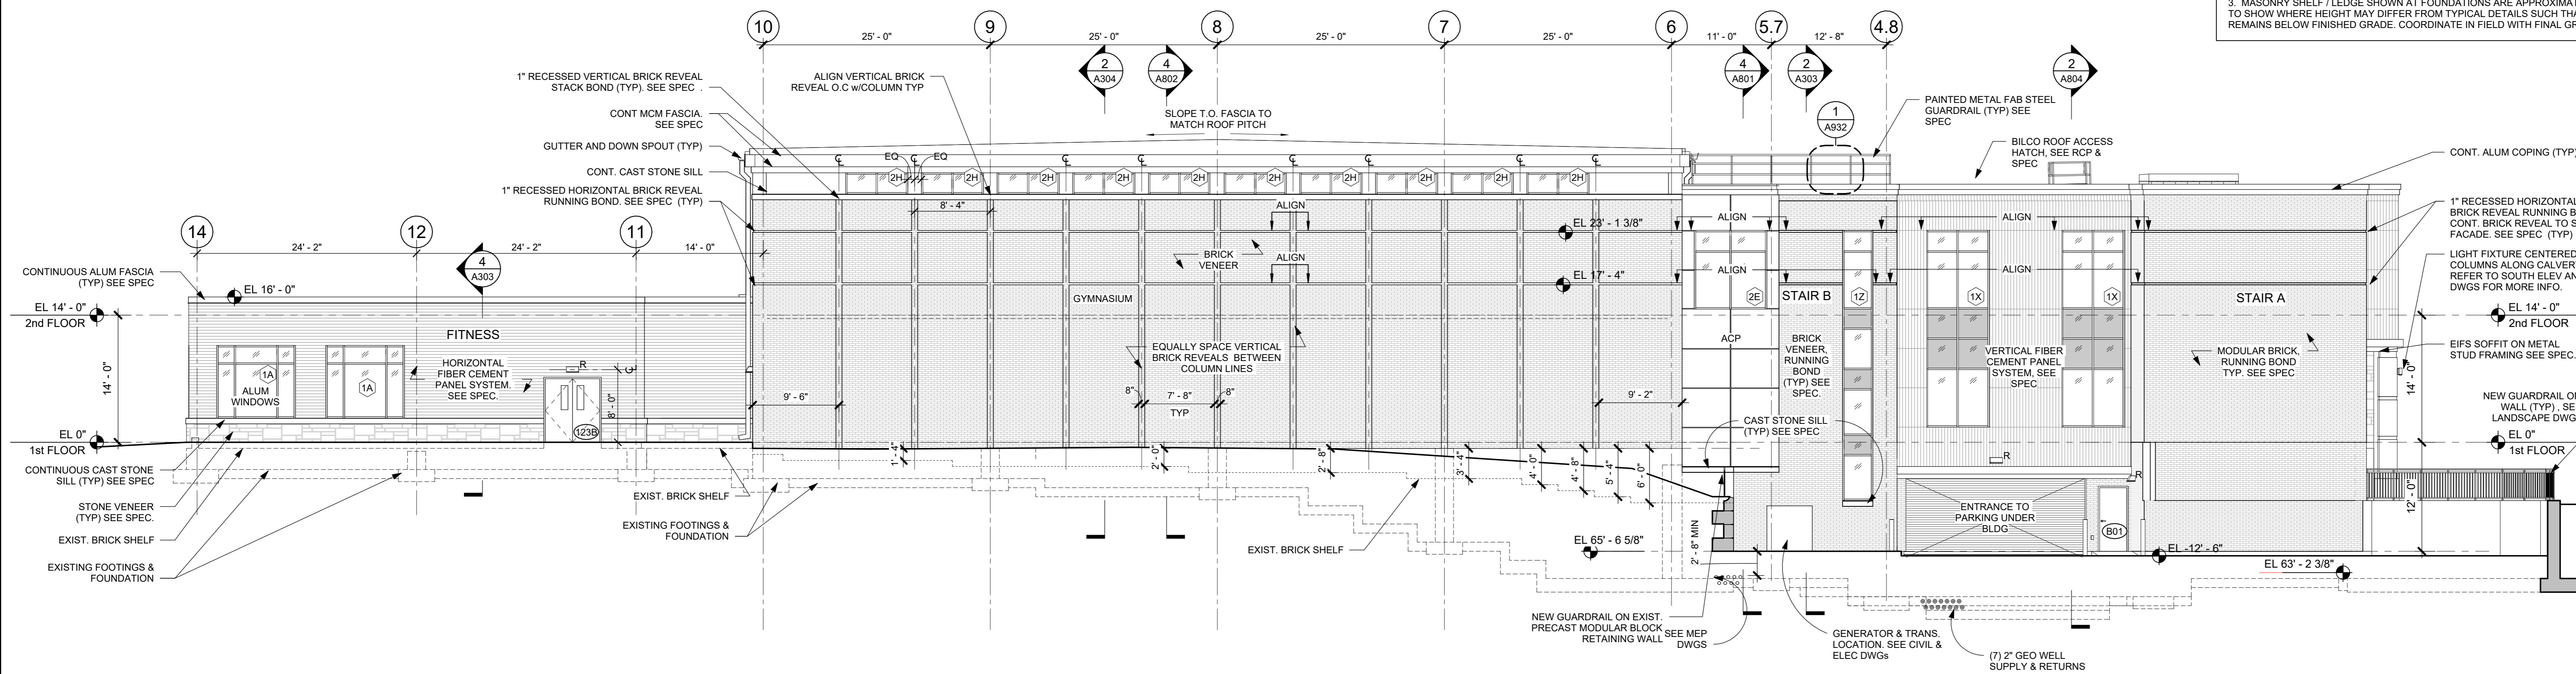 3. MASONRY SHELF / LEDGE SHOWN AT FOUNDATIONS ARE APPROXIMAT
TO SHOW WHERE HEIGHT MAY DIFFER FROM TYPICAL DETAILS SUCH THA
REMAINS BELOW FINISHED GRADE. COORDINATE IN FIELD WITH FINAL GR
10
9
8
7
6
5.7
4.8
25' - 0"
25' - 0"
25' - 0"
25' - 0"
11' - 0"
12' - 8"
2
A304
4
A802
4
A801
2
A303
2
A804
1
A932
1" RECESSED VERTICAL BRICK REVEAL
STACK BOND (TYP). SEE SPEC .
ALIGN VERTICAL BRICK
REVEAL O.C w/COLUMN TYP
CONT MCM FASCIA.
SEE SPEC
SLOPE T.O. FASCIA TO
MATCH ROOF PITCH
PAINTED METAL FAB STEEL
GUARDRAIL (TYP) SEE
SPEC
GUTTER AND DOWN SPOUT (TYP)
BILCO ROOF ACCESS
HATCH, SEE RCP &
SPEC
CONT. ALUM COPING (TYP)
EQ
EQ
CONT. CAST STONE SILL
2H
2H
2H
2H
2H
2H
2H
2H
2H
2H
1" RECESSED HORIZONTAL BRICK REVEAL
RUNNING BOND. SEE SPEC (TYP)
1" RECESSED HORIZONTAL
BRICK REVEAL RUNNING B
CONT. BRICK REVEAL TO S
FACADE. SEE SPEC (TYP)
8' - 4"
ALIGN
ALIGN
ALIGN
EL 23' - 1 3/8"
14
12
11
24' - 2"
24' - 2"
14' - 0"
4
A303
BRICK
VENEER
ALIGN
ALIGN
ALIGN
EL 17' - 4"
LIGHT FIXTURE CENTERED
COLUMNS ALONG CALVER
REFER TO SOUTH ELEV AN
DWGS FOR MORE INFO.
CONTINUOUS ALUM FASCIA
(TYP) SEE SPEC
EL 16' - 0"
GYMNASIUM
2E
STAIR B
1Z
1X
1X
STAIR A
EL 14' - 0"
2nd FLOOR
EL 14' - 0"
2nd FLOOR
FITNESS
HORIZONTAL
FIBER CEMENT
PANEL SYSTEM.
SEE SPEC.
R
1A
ALUM
WINDOWS
1A
14' - 0"
8' - 0"
123B
EQUALLY SPACE VERTICAL
BRICK REVEALS BETWEEN
COLUMN LINES
ACP
BRICK
VENEER,
RUNNING
BOND
(TYP) SEE
SPEC.
VERTICAL FIBER
CEMENT PANEL
SYSTEM, SEE
SPEC
MODULAR BRICK,
RUNNING BOND
TYP. SEE SPEC
EIFS SOFFIT ON METAL
STUD FRAMING SEE SPEC.
9' - 6"
8"
7' - 8"
TYP
8"
9' - 2"
14' - 0"
CAST STONE SILL
(TYP) SEE SPEC
NEW GUARDRAIL ON
WALL (TYP) , SE
LANDSCAPE DWG
EL 0"
1st FLOOR
EL 0"
1st FLOOR
CONTINUOUS CAST STONE
SILL (TYP) SEE SPEC
STONE VENEER
(TYP) SEE SPEC.
EXIST. BRICK SHELF
EXISTING FOOTINGS &
FOUNDATION
EXIST. BRICK SHELF
EXISTING FOOTINGS &
FOUNDATION
1' - 4"
2' - 0"
2' - 8"
3' - 4"
4' - 0"
4' - 8"
5' - 4"
6' - 0"
R
R
ENTRANCE TO
PARKING UNDER
BLDG
B01
12' - 0"
EXIST. BRICK SHELF
EL 65' - 6 5/8"
2' - 8" MIN
EL -12' - 6"
EL 63' - 2 3/8"
NEW GUARDRAIL ON EXIST.
PRECAST MODULAR BLOCK
RETAINING WALL
SEE MEP
DWGS
GENERATOR & TRANS.
LOCATION. SEE CIVIL &
ELEC DWGs
(7) 2" GEO WELL
SUPPLY & RETURNS